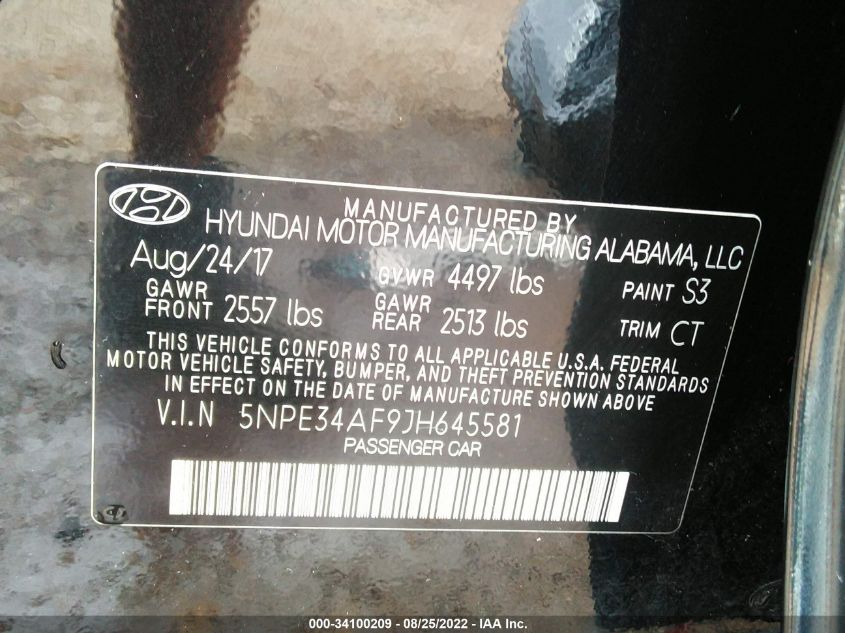 MANUFACTURED BY
HYUNDAI MOTOR MANUFACTURING ALABAMA, LLC
Aug/24/17 GVWR 4497 lbs PAINT S3
GAWR FRONT 2557 lbs GAWR REAR 2513 lbs TRIM CT
THIS VEHICLE CONFORMS TO ALL APPLICABLE U.S.A. FEDERAL
MOTOR VEHICLE SAFETY, BUMPER, AND THEFT PREVENTION STANDARDS
IN EFFECT ON THE DATE OF MANUFACTURE SHOWN ABOVE
V.I.N 5NPE34AF9JH645581
PASSENGER CAR
000-34100209 - 08/25/2022 - IAA Inc.